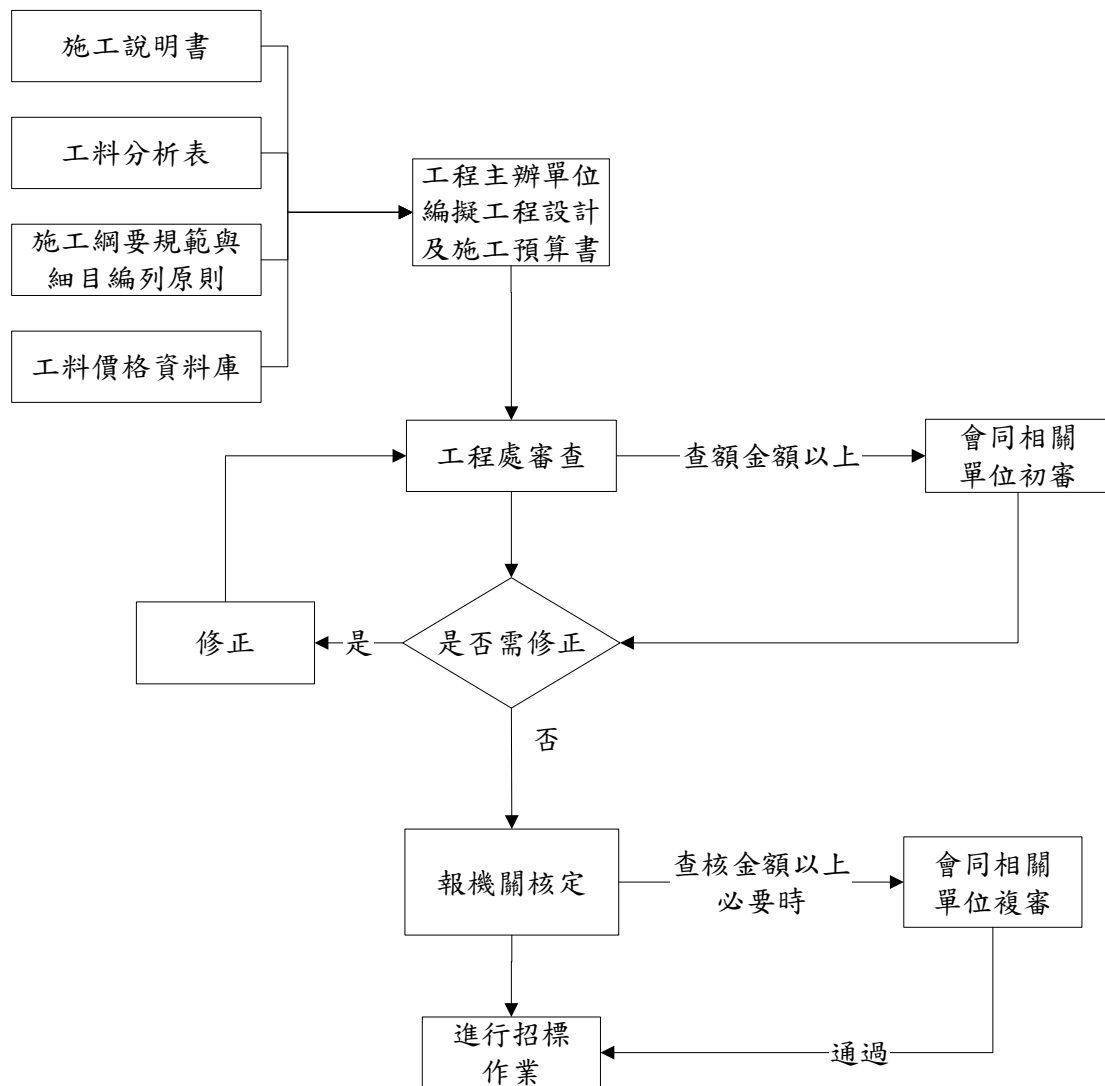 施工說明書
工料分析表
施工綱要規範與
細目編列原則
工料價格資料庫
工程主辦單位
編擬工程設計
及施工預算書
工程處審查
查額金額以上
會同相關
單位初審
修正
是
是否需修正
否
報機關核定
查核金額以上
必要時
會同相關
單位複審
進行招標
作業
通過